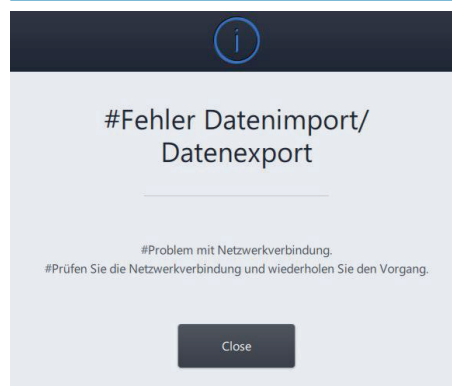 #Fehler Datenimport/
Datenexport
#Problem mit Netzwerkverbindung.
#Prüfen Sie die Netzwerkverbindung und wiederholen Sie den Vorgang.
Close